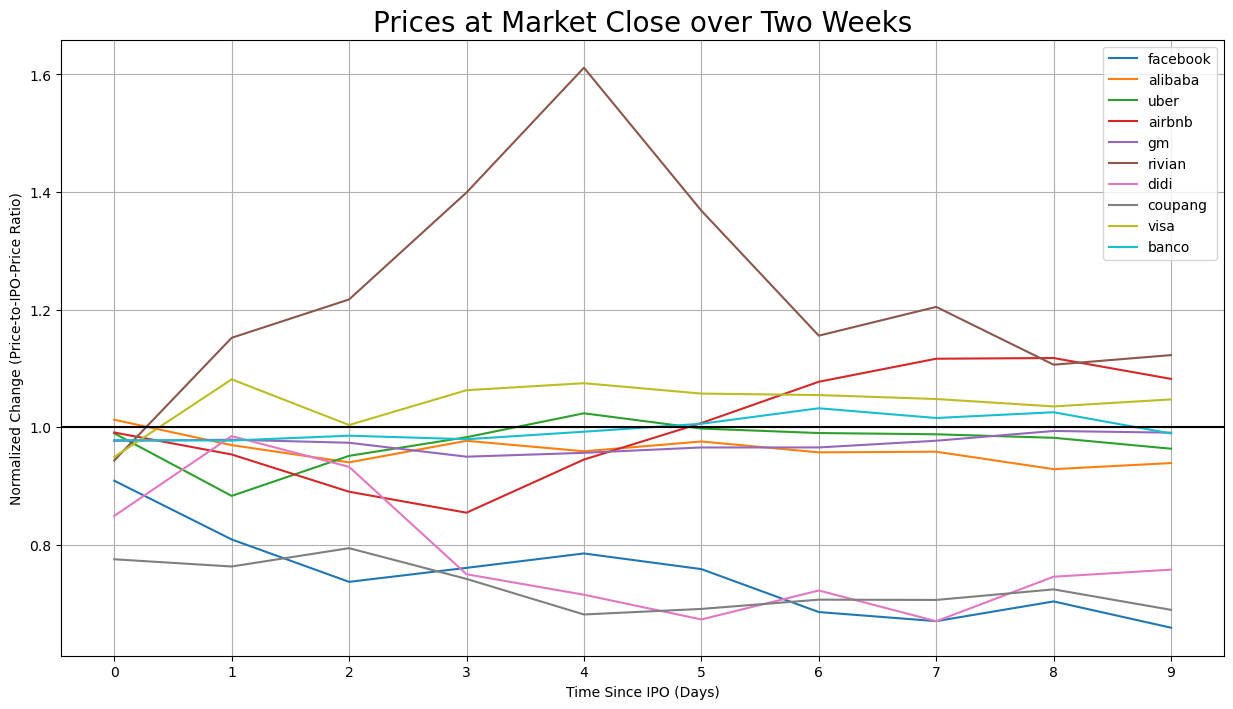 Prices at Market Close over Two Weeks
Normalized Change (Price-to-IPO-Price Ratio)
1.6
1.4
1.2
1.0
0.8
facebook
alibaba
uber
airbnb
gm
rivian
didi
coupang
visa
banco
0 1 2 3 4 5 6 7 8 9
Time Since IPO (Days)